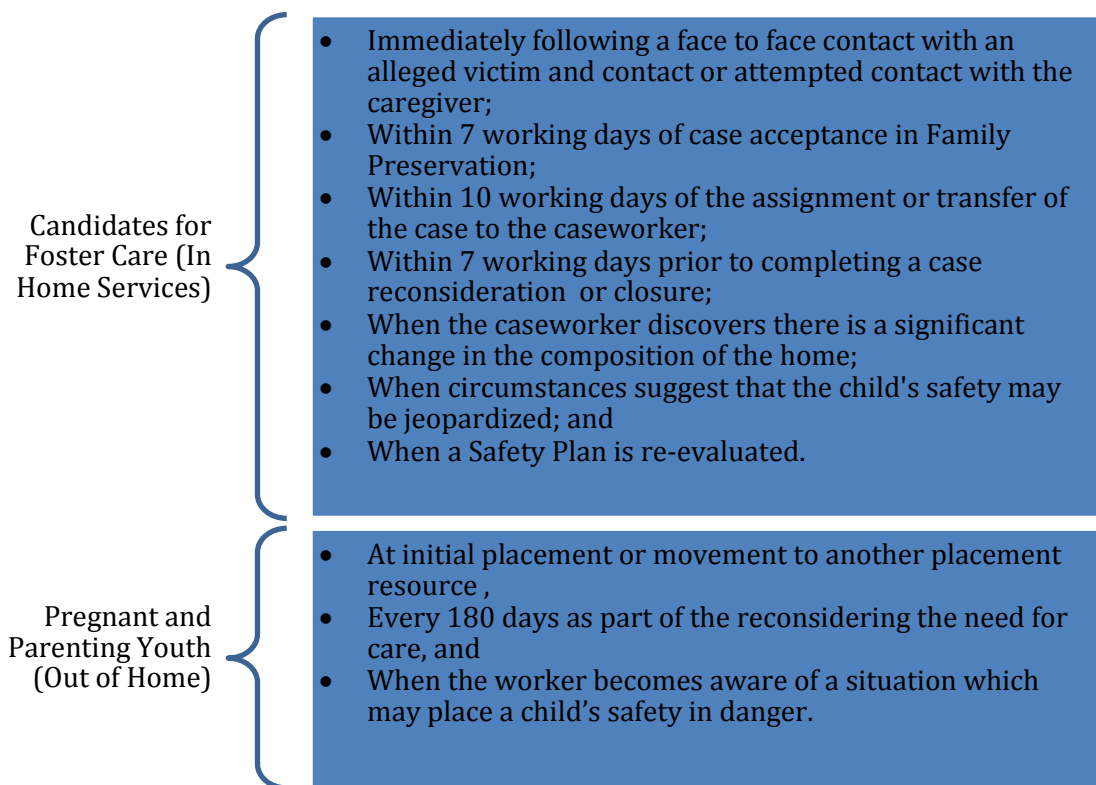 Candidates for
Foster Care (In
Home Services)
• Immediately following a face to face contact with an
alleged victim and contact or attempted contact with the
caregiver;
• Within 7 working days of case acceptance in Family
Preservation;
• Within 10 working days of the assignment or transfer of
the case to the caseworker;
• Within 7 working days prior to completing a case
reconsideration or closure;
• When the caseworker discovers there is a significant
change in the composition of the home;
• When circumstances suggest that the child's safety may
be jeopardized; and
• When a Safety Plan is re-evaluated.
Pregnant and
Parenting Youth
(Out of Home)
• At initial placement or movement to another placement
resource ,
• Every 180 days as part of the reconsidering the need for
care, and
• When the worker becomes aware of a situation which
may place a child’s safety in danger.